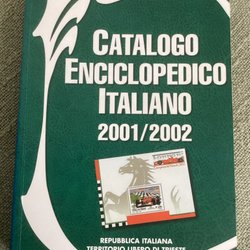 CATALOGO
ENCICLOPEDICO
ITALIANO
2001/2002
REPUBBLICA ITALIANA
TERRITORIO LIBERO DI TRIESTE